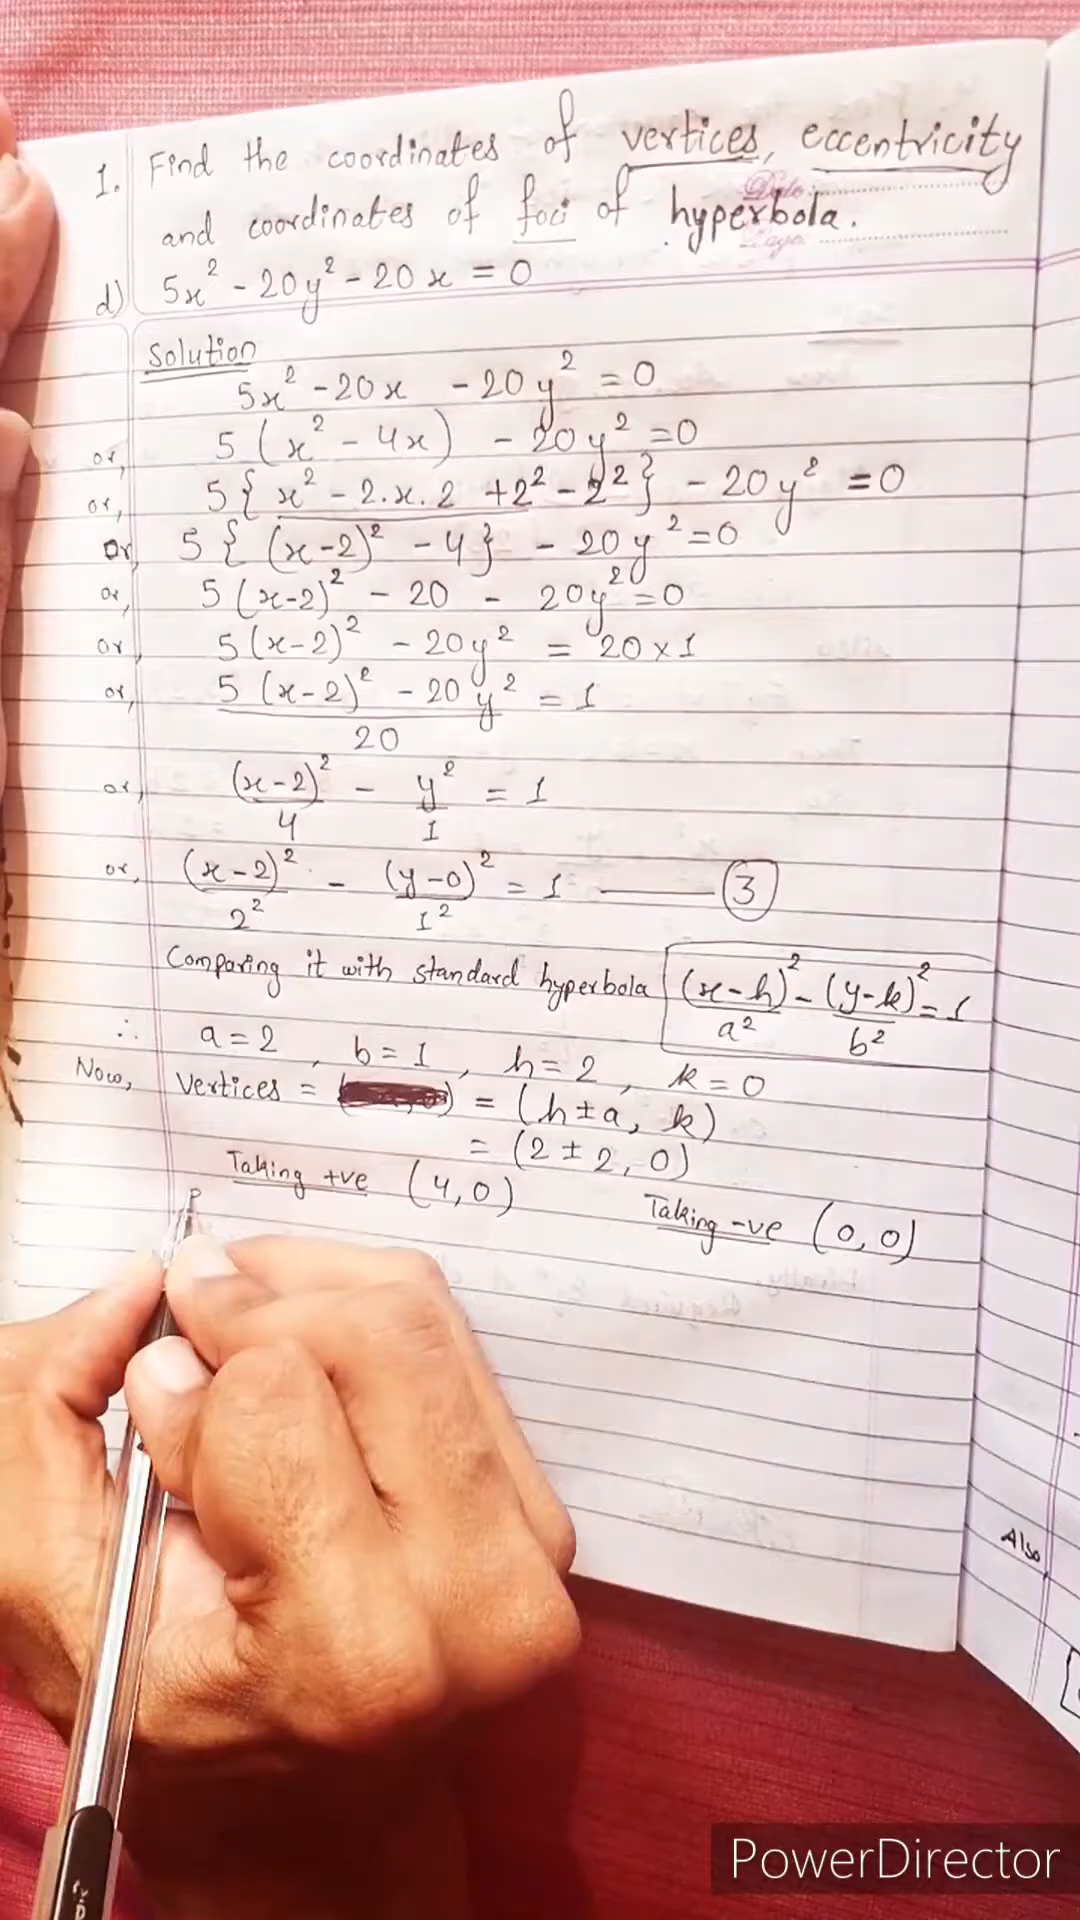 1. Find the coordinates of vertices, eccentricity
and coordinates of foci of hyperbola.
d) 5x² - 20y² - 20x = 0
Solution
5x² - 20x - 20y² = 0
or, 5(x² - 4x) - 20y² = 0
or, 5{x² - 2.x.2 + 2² - 2²} - 20y² = 0
or, 5{(x-2)² - 4} - 20y² = 0
or, 5(x-2)² - 20 - 20y² = 0
or 5(x-2)² - 20y² = 20 × 1
or, 5(x-2)² - 20y² = 1
20
or, (x-2)² - y² = 1
4 1
or, (x-2)² - (y-0)² = 1 ——— 3
2² 1²
Comparing it with standard hyperbola (x-h)² - (y-k)² = 1
a² b²
∴ a = 2, b = 1, h = 2, k = 0
Now, Vertices = = (h±a, k)
= (2 ± 2, 0)
Taking +ve (4,0) Taking -ve (0,0)
Also
PowerDirector